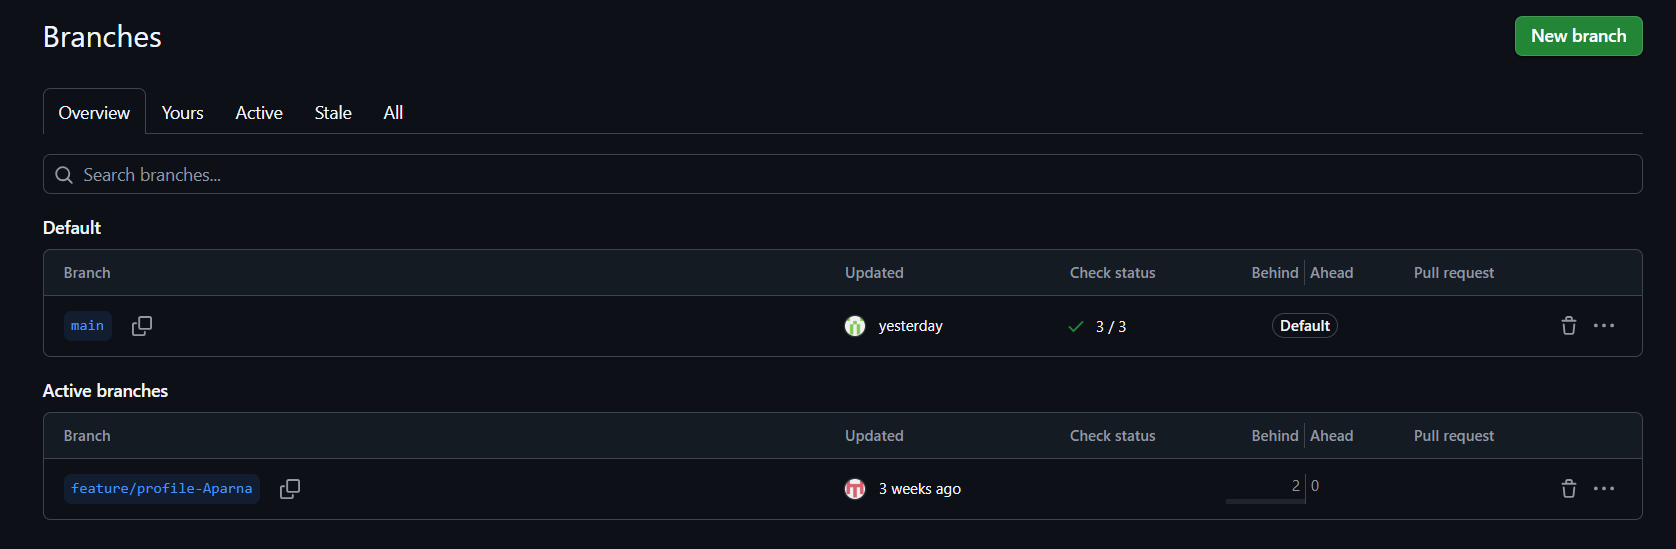 Branches
New branch
Overview Yours Active Stale All
Search branches...
Default
Branch Updated Check status Behind Ahead Pull request
main yesterday 3 / 3 Default
Active branches
Branch Updated Check status Behind Ahead Pull request
feature/profile-Aparna 3 weeks ago 2 0